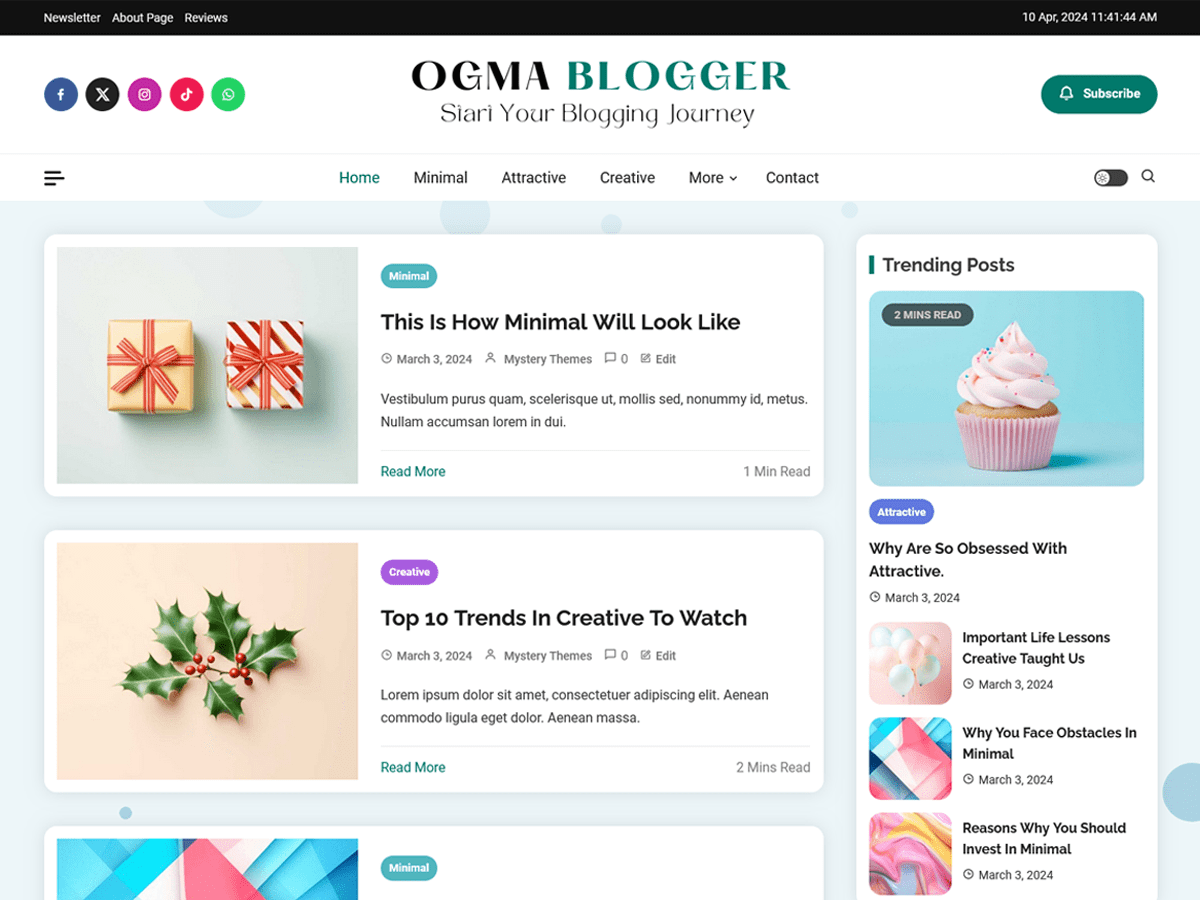 Newsletter About Page Reviews
10 Apr, 2024 11:41:44 AM
OGMA BLOGGER
Start Your Blogging Journey
Subscribe
Home Minimal Attractive Creative More Contact
Minimal
This Is How Minimal Will Look Like
March 3, 2024 Mystery Themes 0 Edit
Vestibulum purus quam, scelerisque ut, mollis sed, nonummy id, metus.
Nullam accumsan lorem in dui.
Read More 1 Min Read
Creative
Top 10 Trends In Creative To Watch
March 3, 2024 Mystery Themes 0 Edit
Lorem ipsum dolor sit amet, consectetuer adipiscing elit. Aenean
commodo ligula eget dolor. Aenean massa.
Read More 2 Mins Read
Minimal
Trending Posts
2 MINS READ
Attractive
Why Are So Obsessed With
Attractive.
March 3, 2024
Important Life Lessons
Creative Taught Us
March 3, 2024
Why You Face Obstacles In
Minimal
March 3, 2024
Reasons Why You Should
Invest In Minimal
March 3, 2024